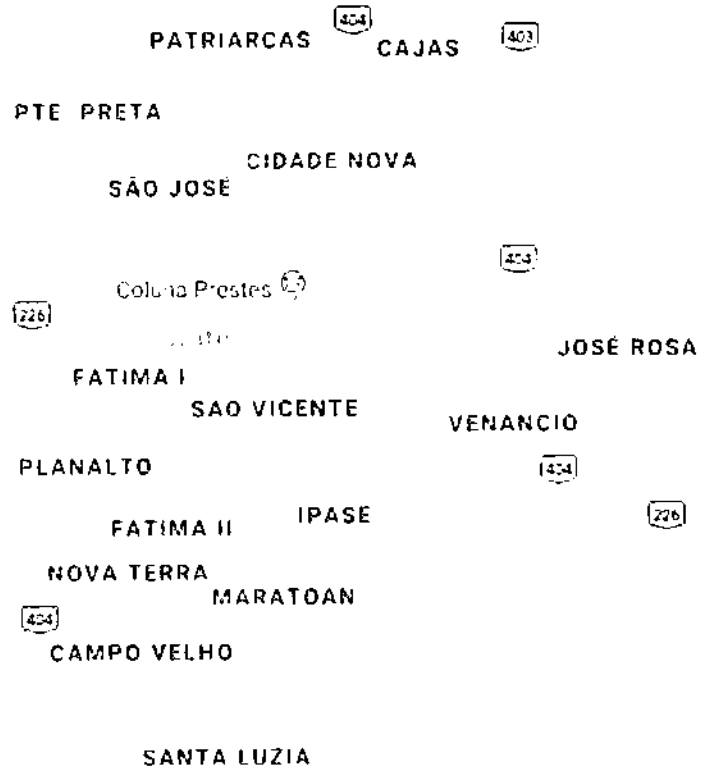 404
PATRIARCAS
CAJAS
403
PTE PRETA
CIDADE NOVA
SÃO JOSÉ
404
Coluna Prestes
226
JOSÉ ROSA
FATIMA I
SAO VICENTE
VENANCIO
PLANALTO
404
IPASE
226
FATIMA II
NOVA TERRA
MARATOAN
404
CAMPO VELHO
SANTA LUZIA